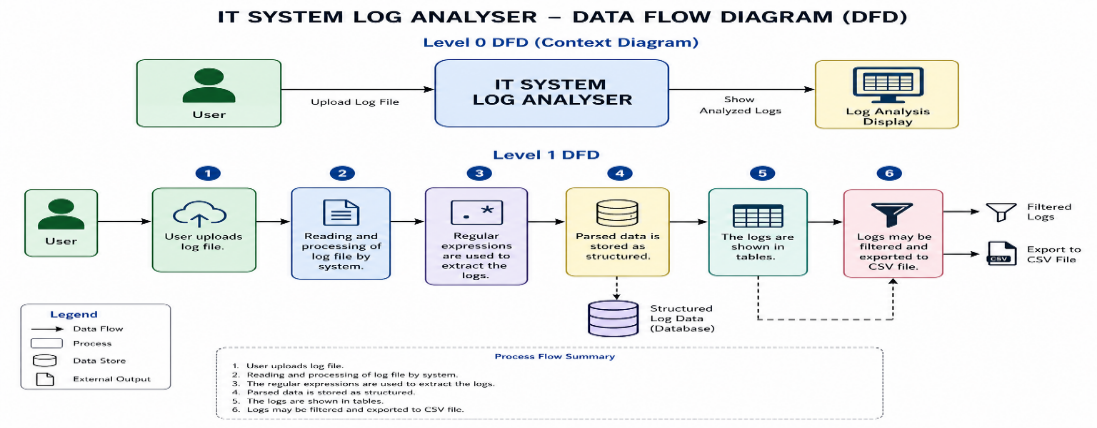 IT SYSTEM LOG ANALYSER – DATA FLOW DIAGRAM (DFD)
Level 0 DFD (Context Diagram)
User
Upload Log File
IT SYSTEM
LOG ANALYSER
Show
Analyzed Logs
Log Analysis
Display
Level 1 DFD
1
2
3
4
5
6
User
User uploads
log file.
Reading and
processing of
log file by
system.
. *
Regular
expressions
are used to
extract the
logs.
Parsed data is
stored as
structured.
The logs are
shown in
tables.
Logs may be
filtered and
exported to
CSV file.
Filtered
Logs
CSV
Export to
CSV File
Structured
Log Data
(Database)
Legend
Data Flow
Process
Data Store
External Output
Process Flow Summary
1. User uploads log file.
2. Reading and processing of log file by system.
3. The regular expressions are used to extract the logs.
4. Parsed data is stored as structured.
5. The logs are shown in tables.
6. Logs may be filtered and exported to CSV file.